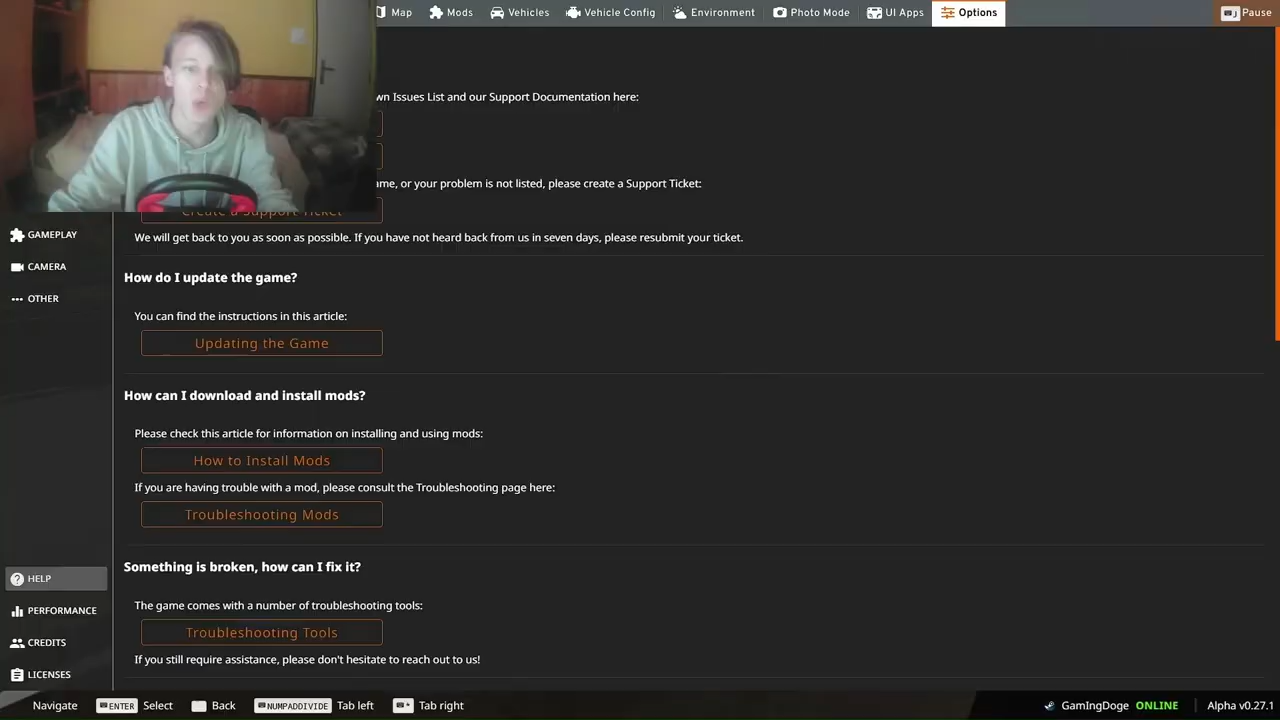 Map Mods Vehicles Vehicle Config Environment Photo Mode UI Apps Options Pause
wn Issues List and our Support Documentation here:
me, or your problem is not listed, please create a Support Ticket:
Create a Support Ticket
We will get back to you as soon as possible. If you have not heard back from us in seven days, please resubmit your ticket.
GAMEPLAY
CAMERA
OTHER
How do I update the game?
You can find the instructions in this article:
Updating the Game
How can I download and install mods?
Please check this article for information on installing and using mods:
How to Install Mods
If you are having trouble with a mod, please consult the Troubleshooting page here:
Troubleshooting Mods
Something is broken, how can I fix it?
The game comes with a number of troubleshooting tools:
Troubleshooting Tools
If you still require assistance, please don't hesitate to reach out to us!
HELP
PERFORMANCE
CREDITS
LICENSES
Navigate ENTER Select Back NUMPADDIVIDE Tab left Tab right GamIngDoge ONLINE Alpha v0.27.1